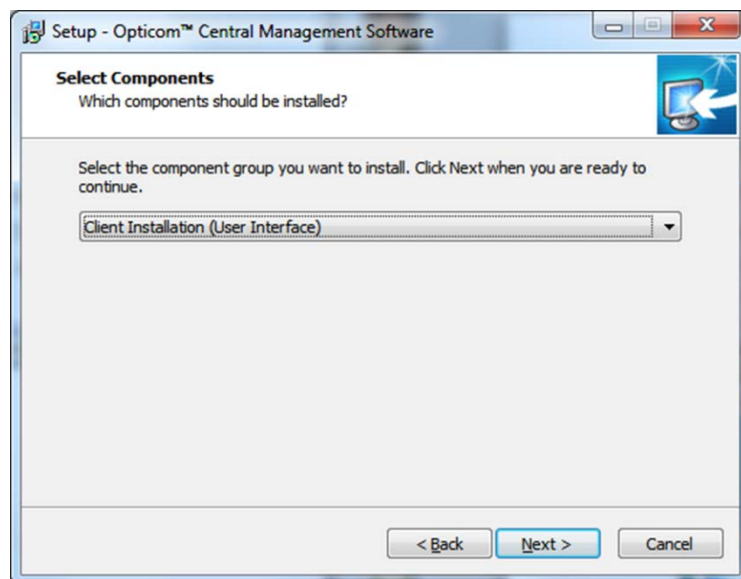 Setup - Opticom™ Central Management Software
Select Components
Which components should be installed?
Select the component group you want to install. Click Next when you are ready to
continue.
Client Installation (User Interface)
< Back
Next >
Cancel